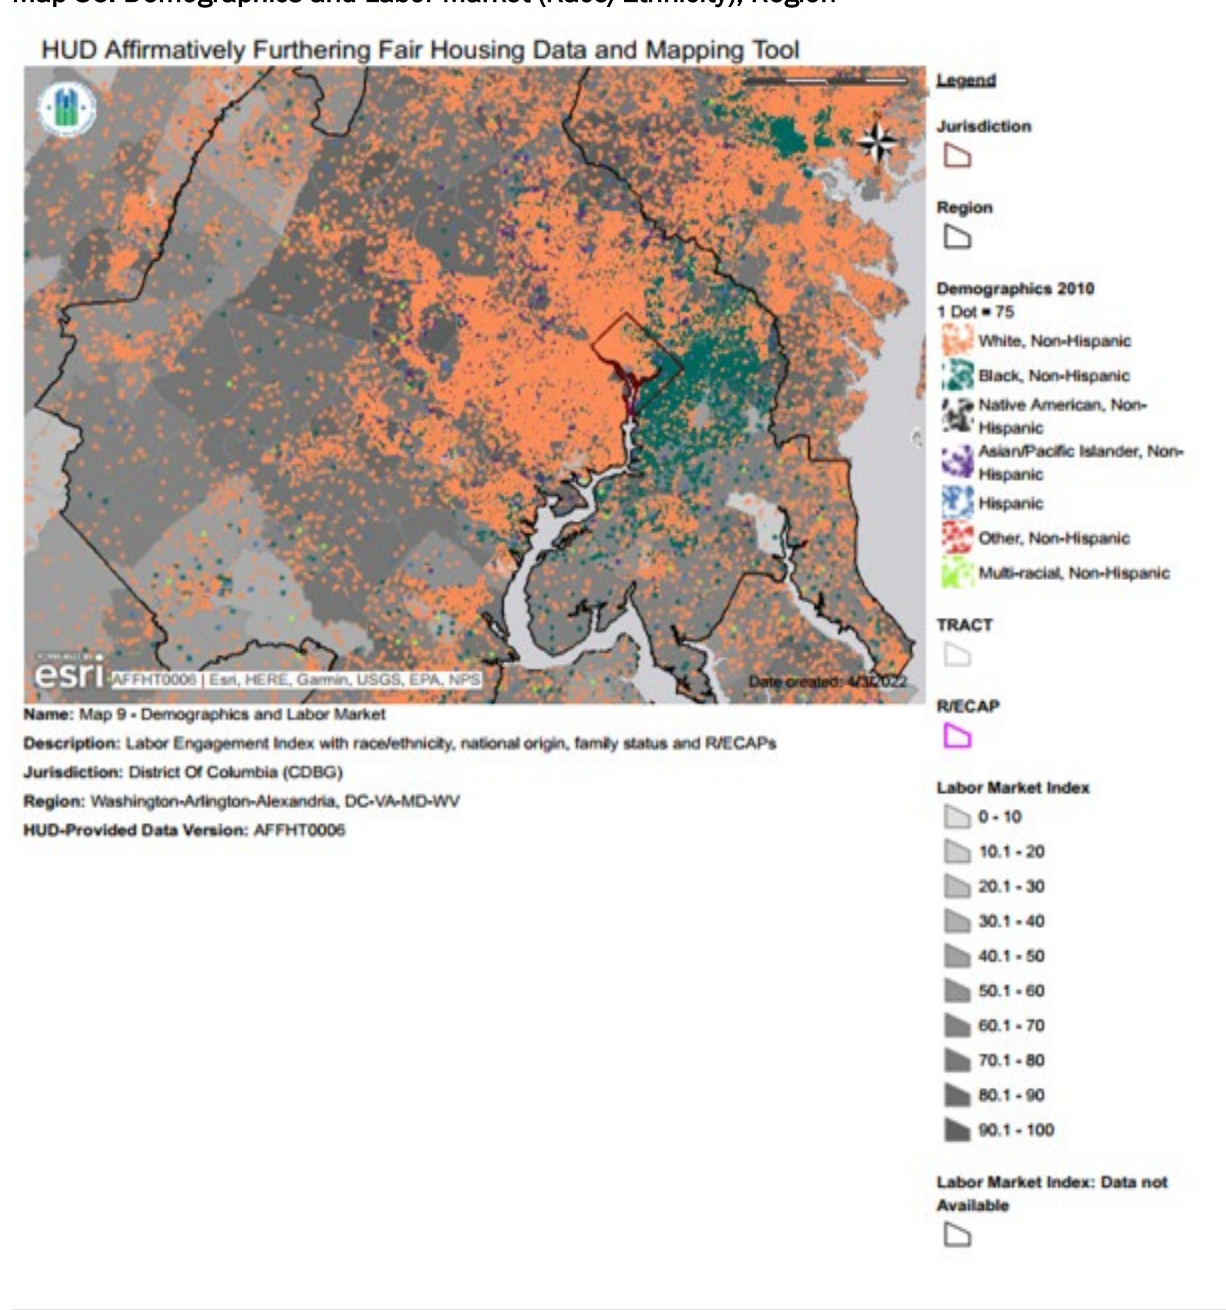 HUD Affirmatively Furthering Fair Housing Data and Mapping Tool
Legend
Jurisdiction
Region
Demographics 2010
1 Dot = 75
White, Non-Hispanic
Black, Non-Hispanic
Native American, Non-
Hispanic
Asian/Pacific Islander, Non-
Hispanic
Hispanic
Other, Non-Hispanic
Multi-racial, Non-Hispanic
TRACT
R/ECAP
Labor Market Index
0 - 10
10.1 - 20
20.1 - 30
30.1 - 40
40.1 - 50
50.1 - 60
60.1 - 70
70.1 - 80
80.1 - 90
90.1 - 100
Labor Market Index: Data not
Available
N
POWERED BY
esri
AFFHT0006 | Esri, HERE, Garmin, USGS, EPA, NPS
Date created: 4/3/2022
Name: Map 9 - Demographics and Labor Market
Description: Labor Engagement Index with race/ethnicity, national origin, family status and R/ECAPs
Jurisdiction: District Of Columbia (CDBG)
Region: Washington-Arlington-Alexandria, DC-VA-MD-WV
HUD-Provided Data Version: AFFHT0006